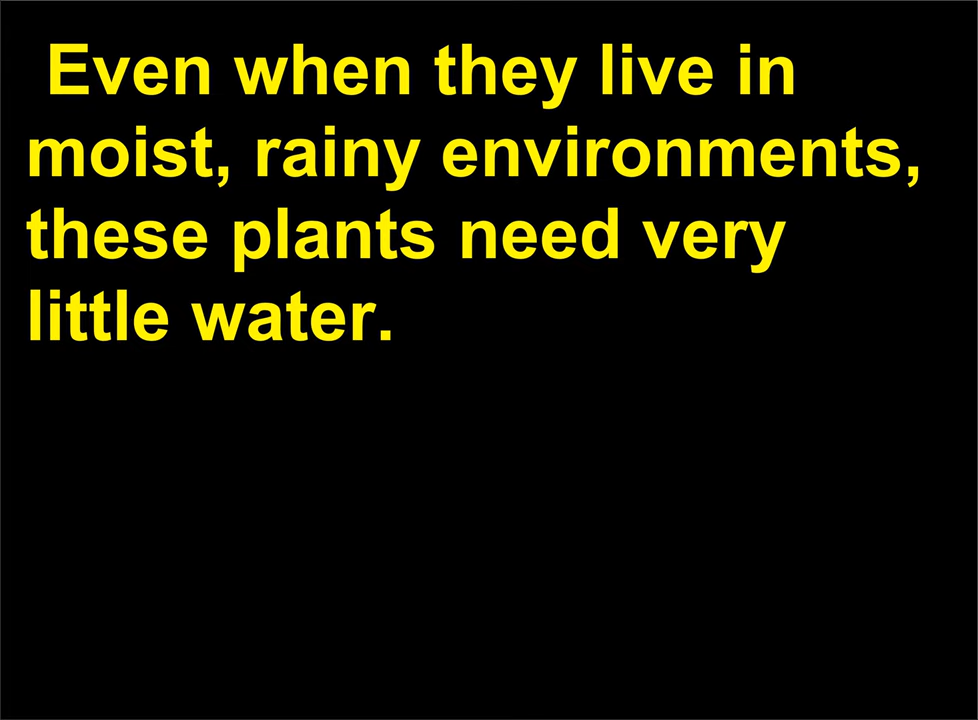 Even when they live in
moist, rainy environments,
these plants need very
little water.